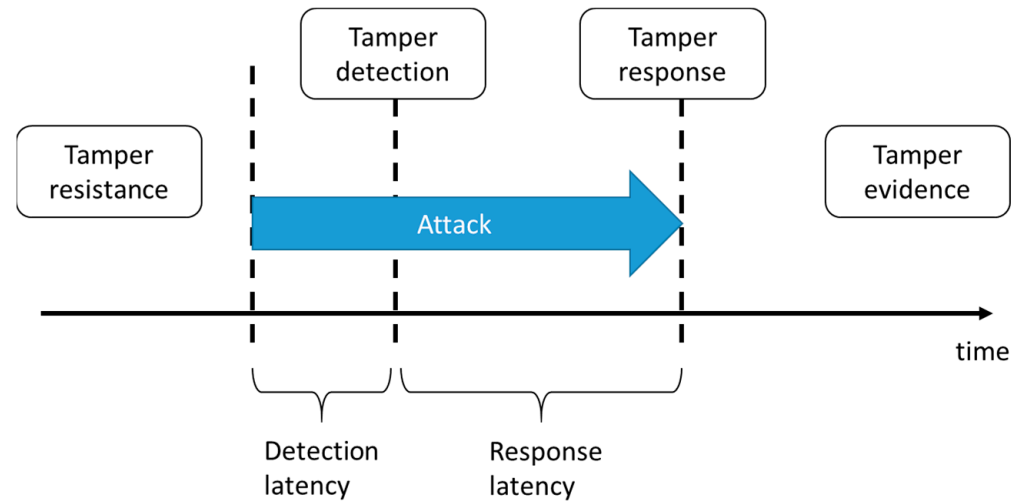 Tamper
detection
Tamper
response
Tamper
resistance
Tamper
evidence
Attack
time
Detection
latency
Response
latency